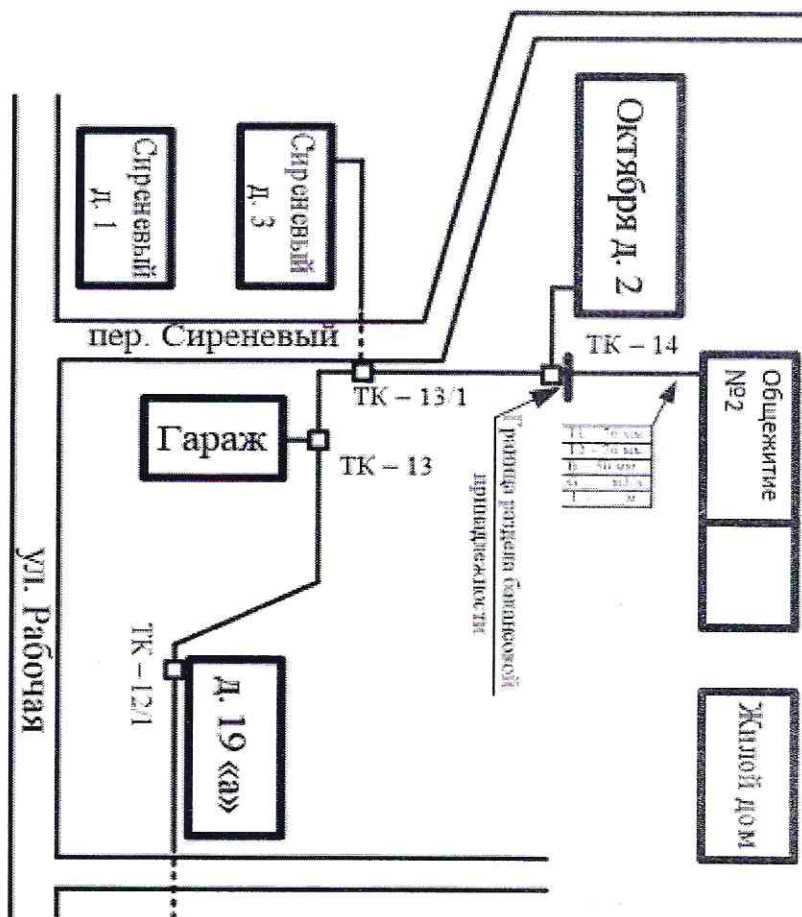 Октября д. 2
Сиреневый
д. 1
Сиреневый
д. 3
пер. Сиреневый
ТК – 14
ТК – 13/1
Общежитие
№2
Гараж
ТК – 13
Граница раздела балансовой
принадлежности
ул. Рабочая
ТК – 12/1
д. 19 «а»
Жилой дом